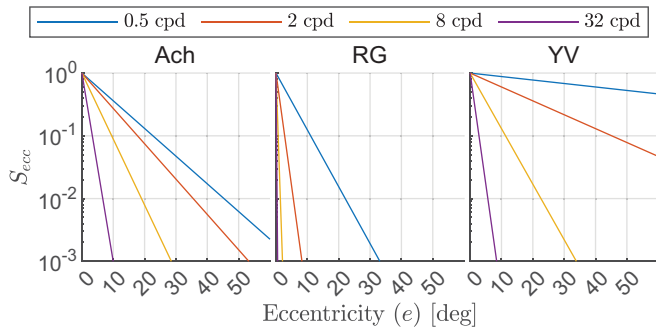 0.5 cpd 2 cpd 8 cpd 32 cpd
Ach RG YV
10^0
10^-1
10^-2
10^-3
S_ecc
0 10 20 30 40 50 0 10 20 30 40 50 0 10 20 30 40 50
Eccentricity (e) [deg]